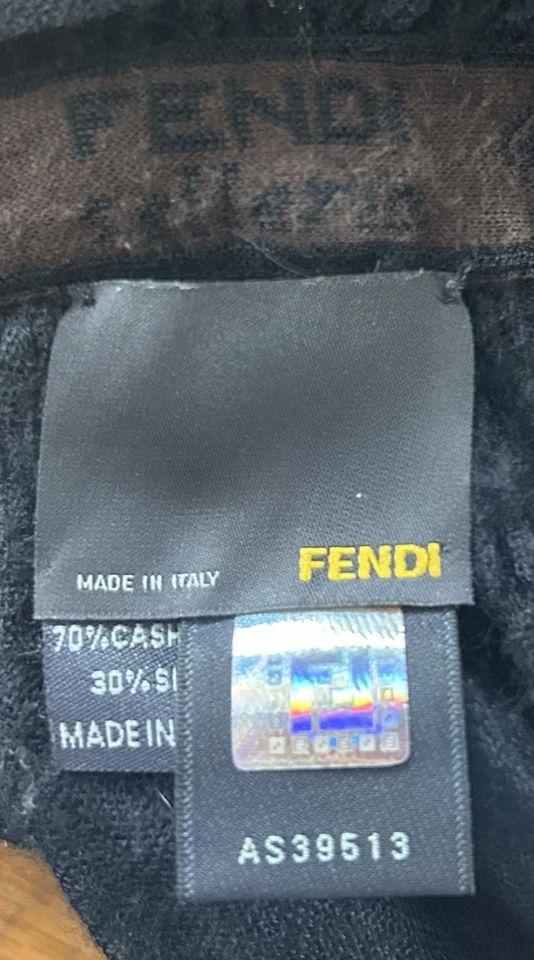 FENDI
MADE IN ITALY
FENDI
70%CASH
30%SI
MADE IN
AS39513